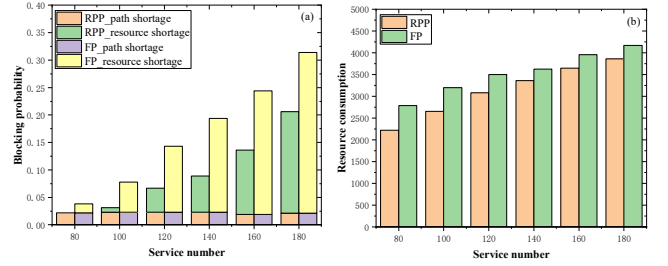 (a)
RPP_path shortage
RPP_resource shortage
FP_path shortage
FP_resource shortage
Blocking probability
0.40
0.35
0.30
0.25
0.20
0.15
0.10
0.05
0.00
80 100 120 140 160 180
Service number
(b)
RPP
FP
Resource consumption
5000
4500
4000
3500
3000
2500
2000
1500
1000
500
0
80 100 120 140 160 180
Service number